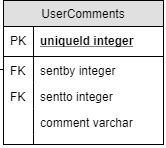 UserComments
PK uniqueId integer
FK sentby integer
FK sentto integer
comment varchar